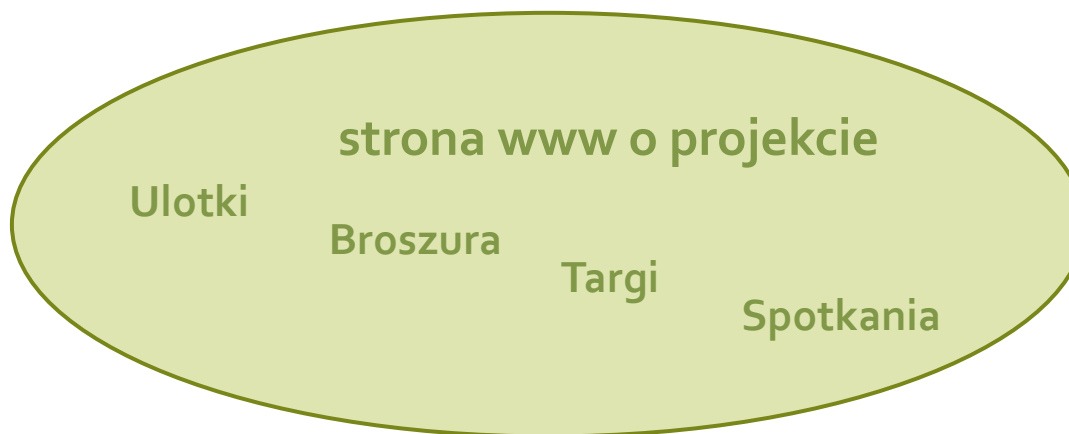 strona www o projekcie
Ulotki
Broszura
Targi
Spotkania